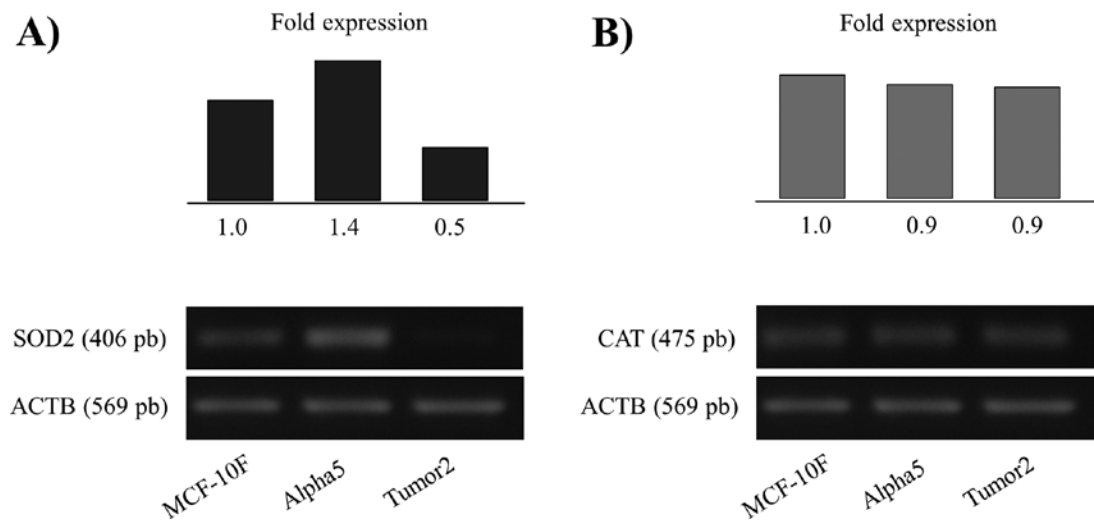 A)
Fold expression
1.0 1.4 0.5
SOD2 (406 pb)
ACTB (569 pb)
MCF-10F Alpha5 Tumor2
B)
Fold expression
1.0 0.9 0.9
CAT (475 pb)
ACTB (569 pb)
MCF-10F Alpha5 Tumor2